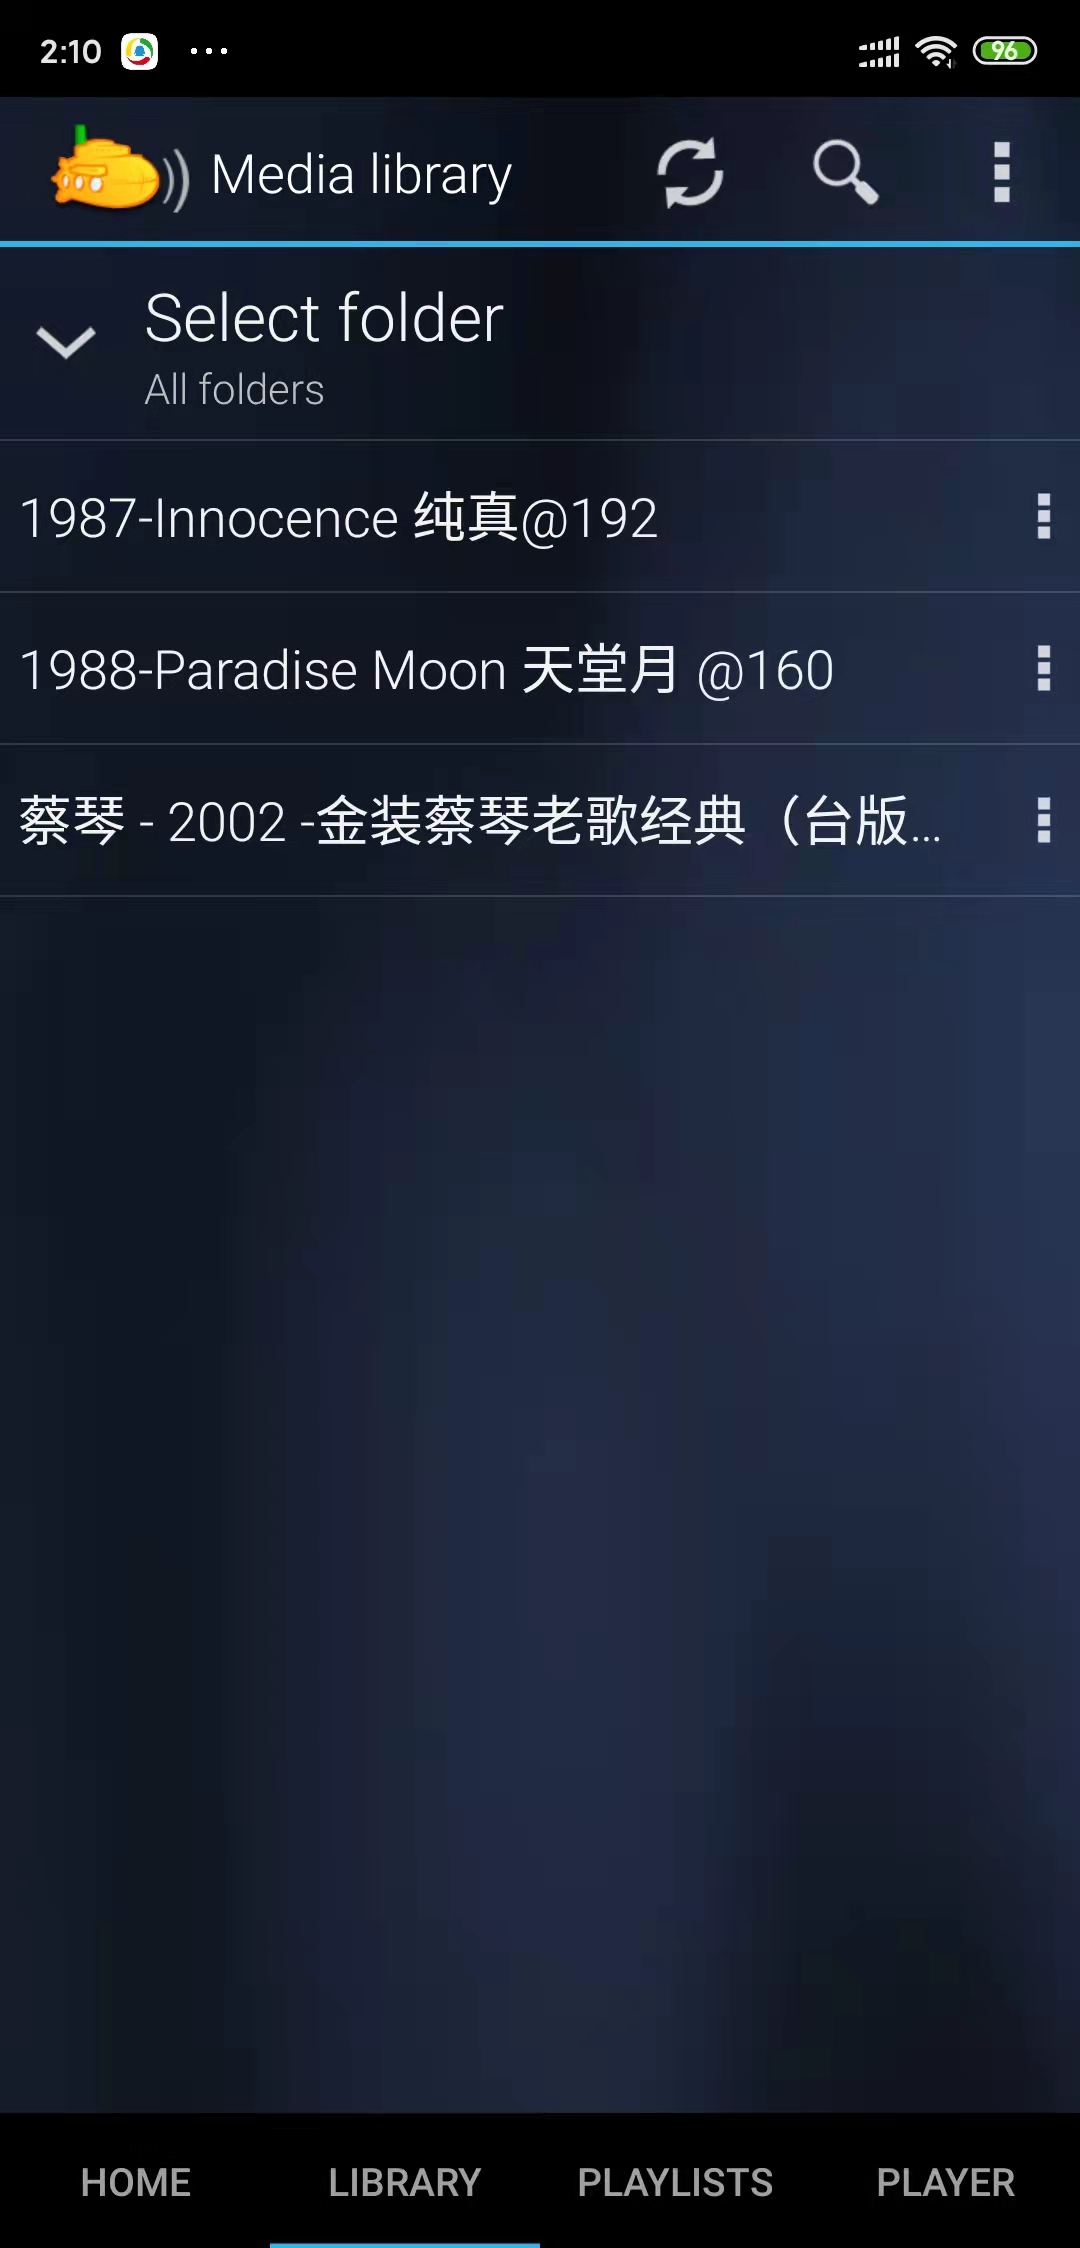 2:10
96
Media library
Select folder
All folders
1987-Innocence 纯真@192
1988-Paradise Moon 天堂月 @160
蔡琴 - 2002 -金装蔡琴老歌经典（台版...
HOME
LIBRARY
PLAYLISTS
PLAYER